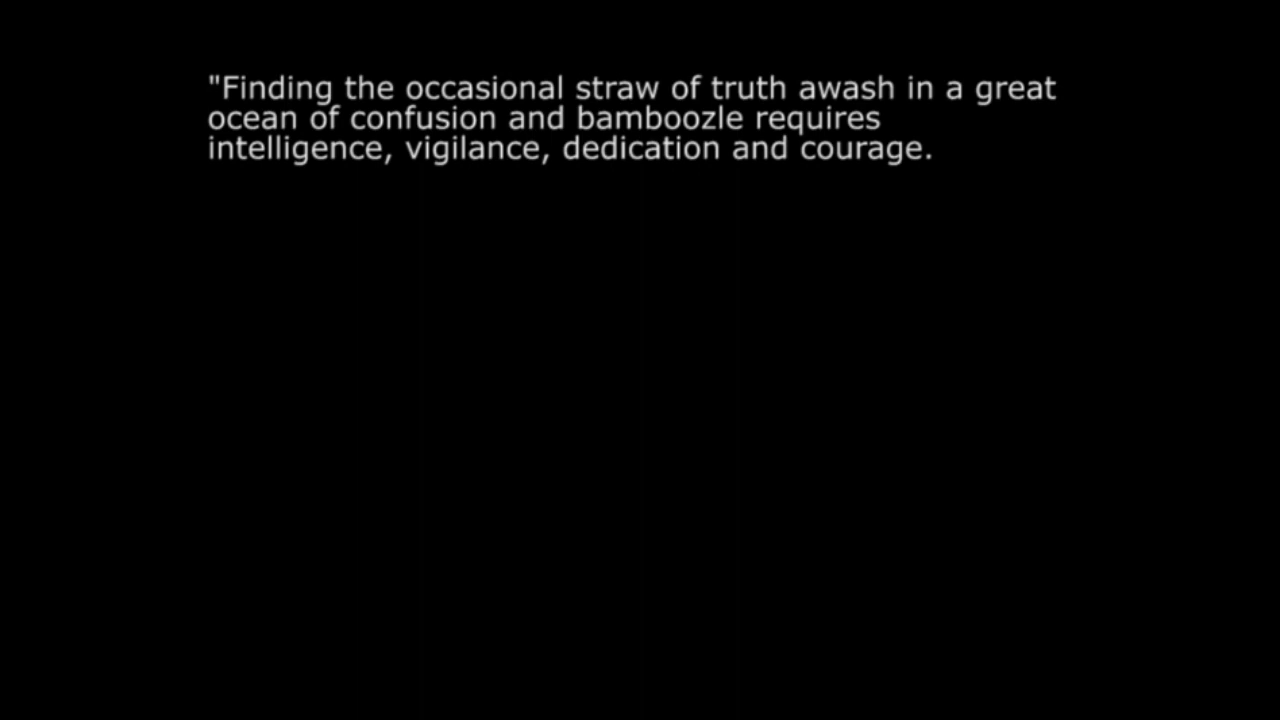 "Finding the occasional straw of truth awash in a great
ocean of confusion and bamboozle requires
intelligence, vigilance, dedication and courage.